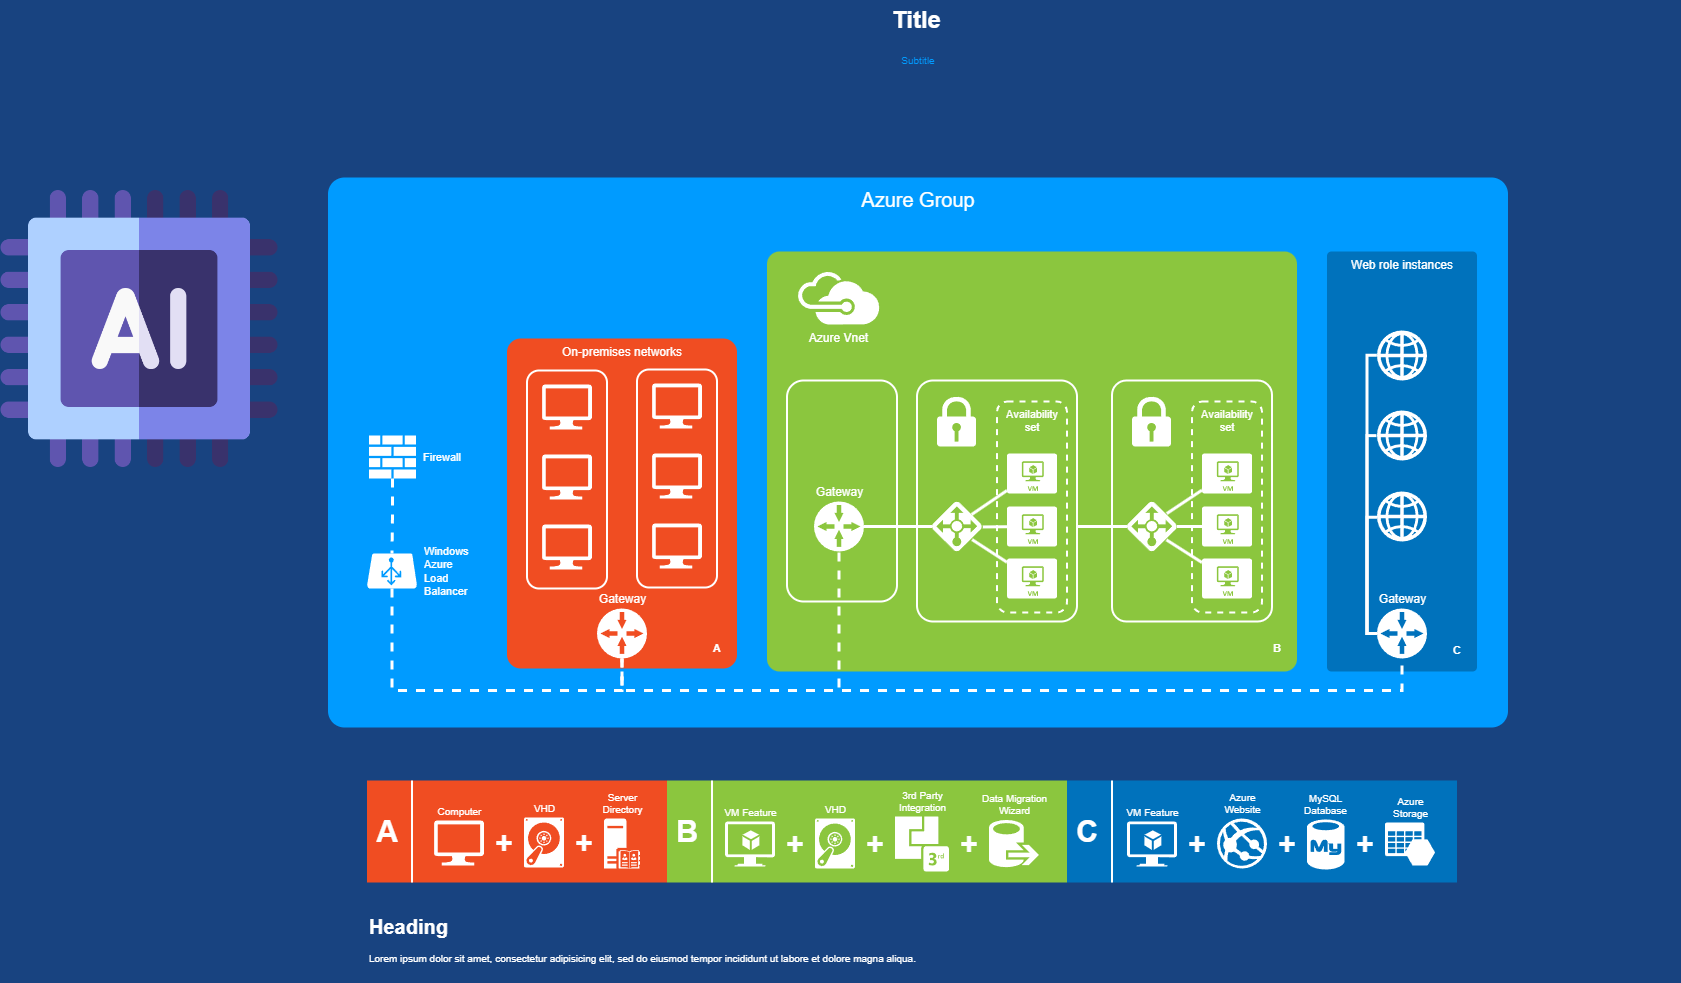 Title
Subtitle
AI
Azure Group
Azure Vnet
Web role instances
On-premises networks
Availability
set
Availability
set
Firewall
VM
VM
Gateway
VM
VM
Windows
Azure
Load
Balancer
VM
VM
Gateway
Gateway
A
B
C
A
Computer
VHD
Server
Directory
B
VM Feature
VHD
3rd Party
Integration
3rd
Data Migration
Wizard
C
VM Feature
Azure
Website
MySQL
Database
My
Azure
Storage
Heading
Lorem ipsum dolor sit amet, consectetur adipisicing elit, sed do eiusmod tempor incididunt ut labore et dolore magna aliqua.